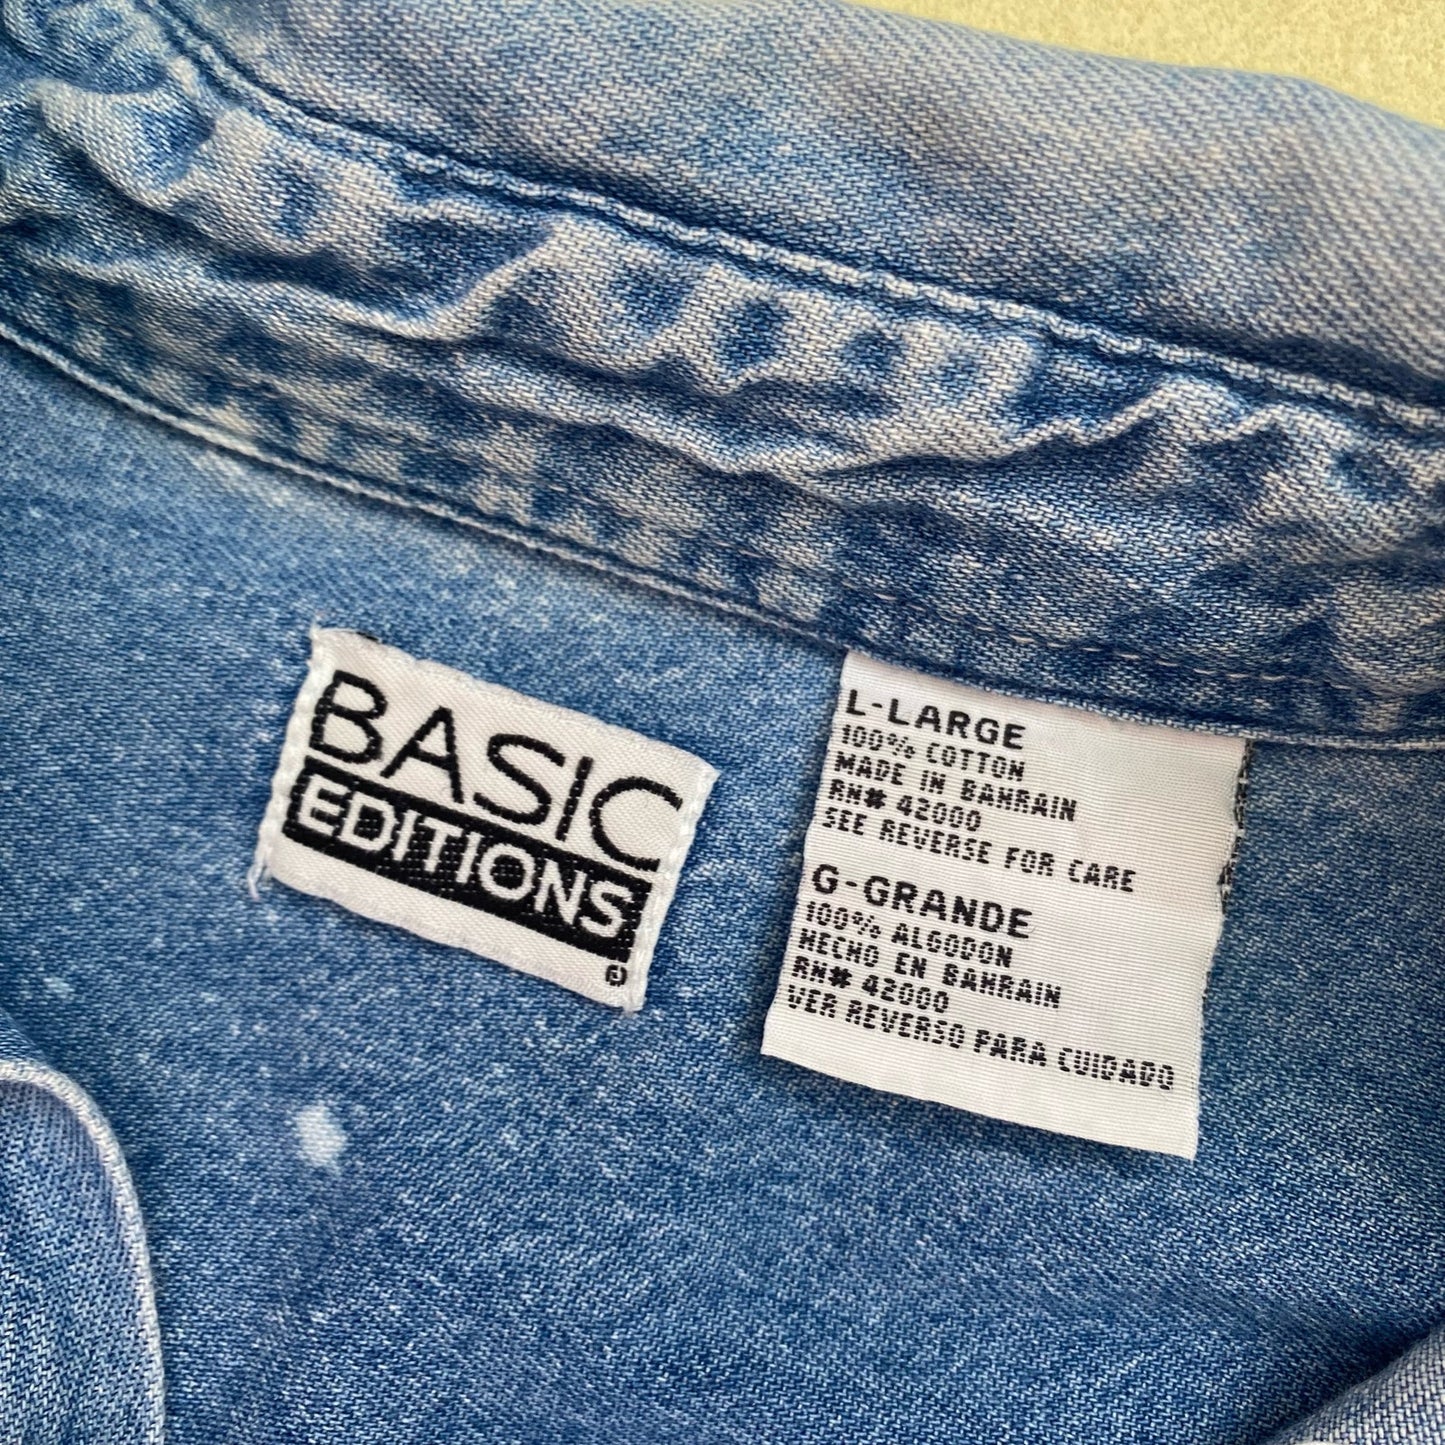 BASIC
EDITIONS
®
L-LARGE
100% COTTON
MADE IN BAHRAIN
RN# 42000
SEE REVERSE FOR CARE
G-GRANDE
100% ALGODON
HECHO EN BAHRAIN
RN# 42000
VER REVERSO PARA CUIDADO